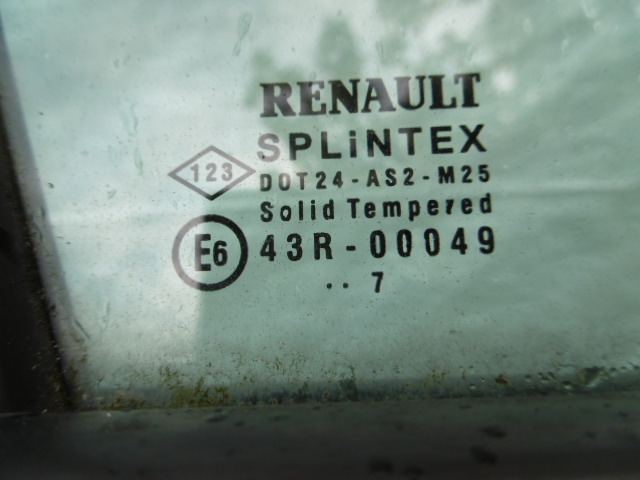 RENAULT
SPLiNTEX
123
DOT24-AS2-M25
Solid Tempered
E6
43R-00049
.. 7